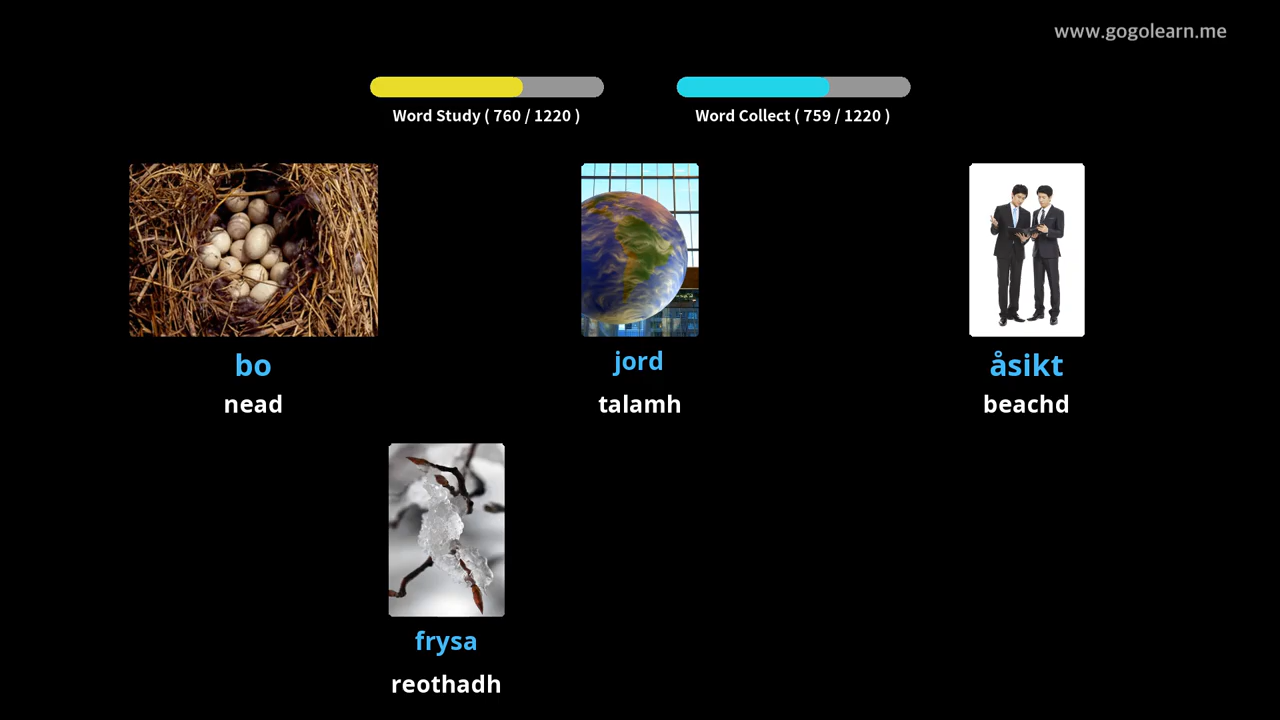 www.gogolearn.me
Word Study ( 760 / 1220 )
Word Collect ( 759 / 1220 )
bo
nead
jord
talamh
åsikt
beachd
frysa
reothadh